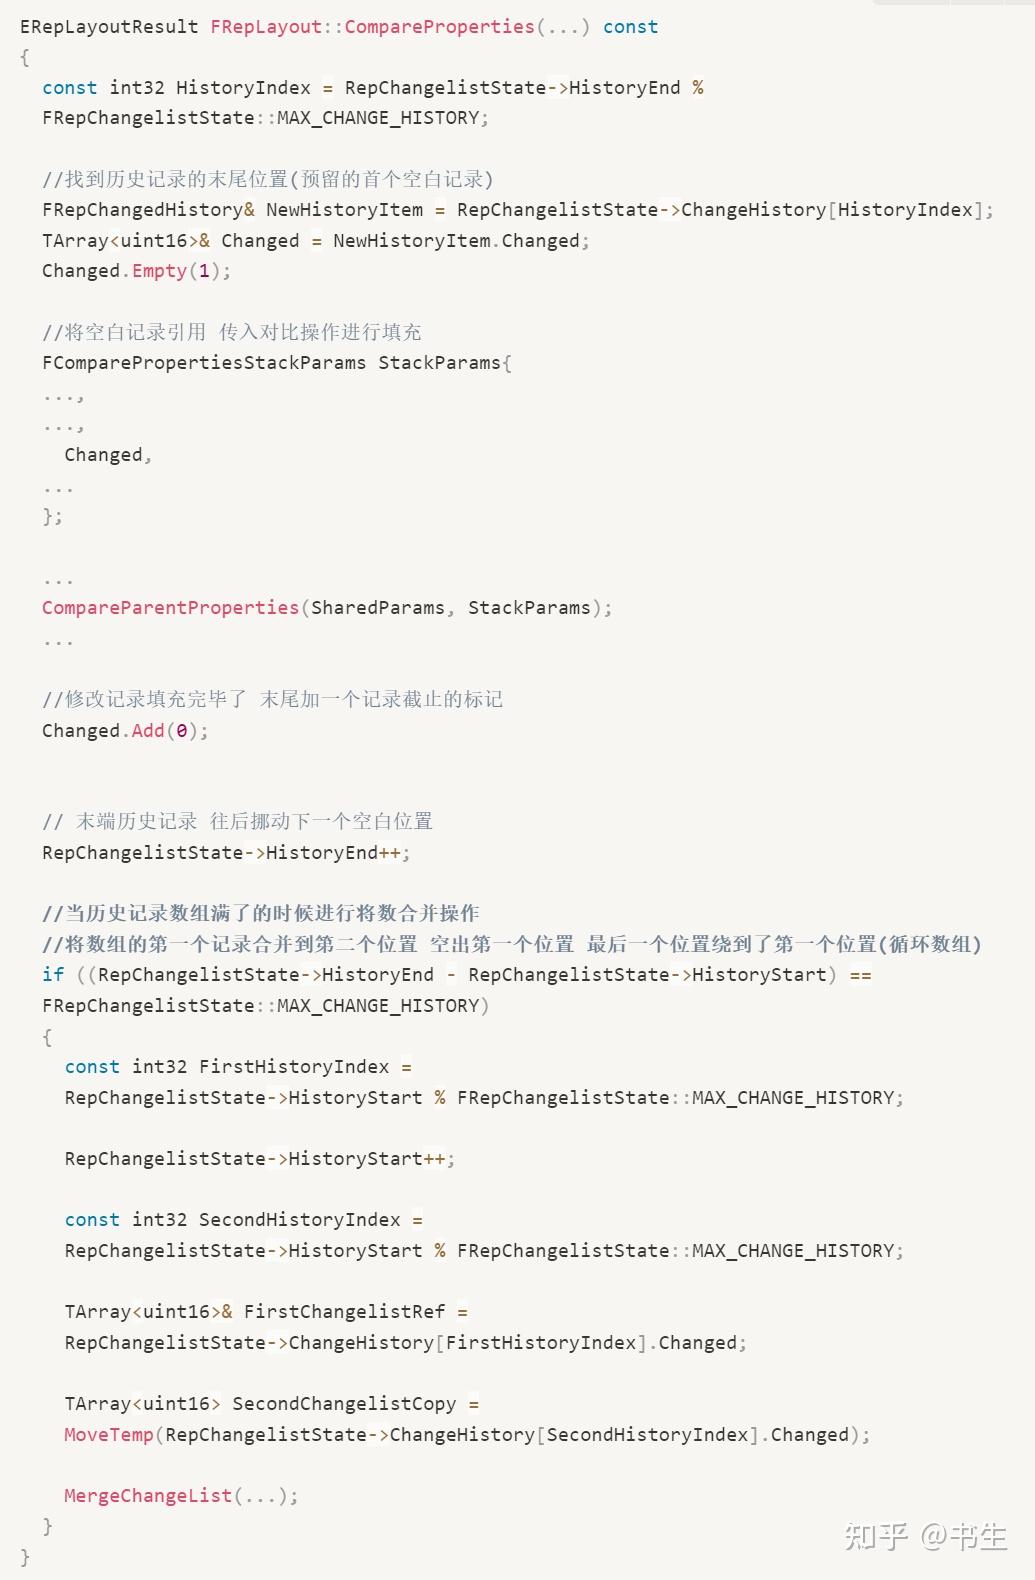 ERepLayoutResult FRepLayout::CompareProperties(...) const
{
  const int32 HistoryIndex = RepChangelistState->HistoryEnd %
  FRepChangelistState::MAX_CHANGE_HISTORY;

  //找到历史记录的末尾位置(预留的首个空白记录)
  FRepChangedHistory& NewHistoryItem = RepChangelistState->ChangeHistory[HistoryIndex];
  TArray<uint16>& Changed = NewHistoryItem.Changed;
  Changed.Empty(1);

  //将空白记录引用 传入对比操作进行填充
  FComparePropertiesStackParams StackParams{
  ...,
  ...,
    Changed,
  ...
  };

  ...
  CompareParentProperties(SharedParams, StackParams);
  ...

  //修改记录填充完毕了 末尾加一个记录截止的标记
  Changed.Add(0);

  // 末端历史记录 往后挪动下一个空白位置
  RepChangelistState->HistoryEnd++;

  //当历史记录数组满了的时候进行将数合并操作
  //将数组的第一个记录合并到第二个位置 空出第一个位置 最后一个位置绕到了第一个位置(循环数组)
  if ((RepChangelistState->HistoryEnd - RepChangelistState->HistoryStart) ==
  FRepChangelistState::MAX_CHANGE_HISTORY)
  {
    const int32 FirstHistoryIndex =
    RepChangelistState->HistoryStart % FRepChangelistState::MAX_CHANGE_HISTORY;

    RepChangelistState->HistoryStart++;

    const int32 SecondHistoryIndex =
    RepChangelistState->HistoryStart % FRepChangelistState::MAX_CHANGE_HISTORY;

    TArray<uint16>& FirstChangelistRef =
    RepChangelistState->ChangeHistory[FirstHistoryIndex].Changed;

    TArray<uint16> SecondChangelistCopy =
    MoveTemp(RepChangelistState->ChangeHistory[SecondHistoryIndex].Changed);

    MergeChangeList(...);
  }
}
知乎 @书生